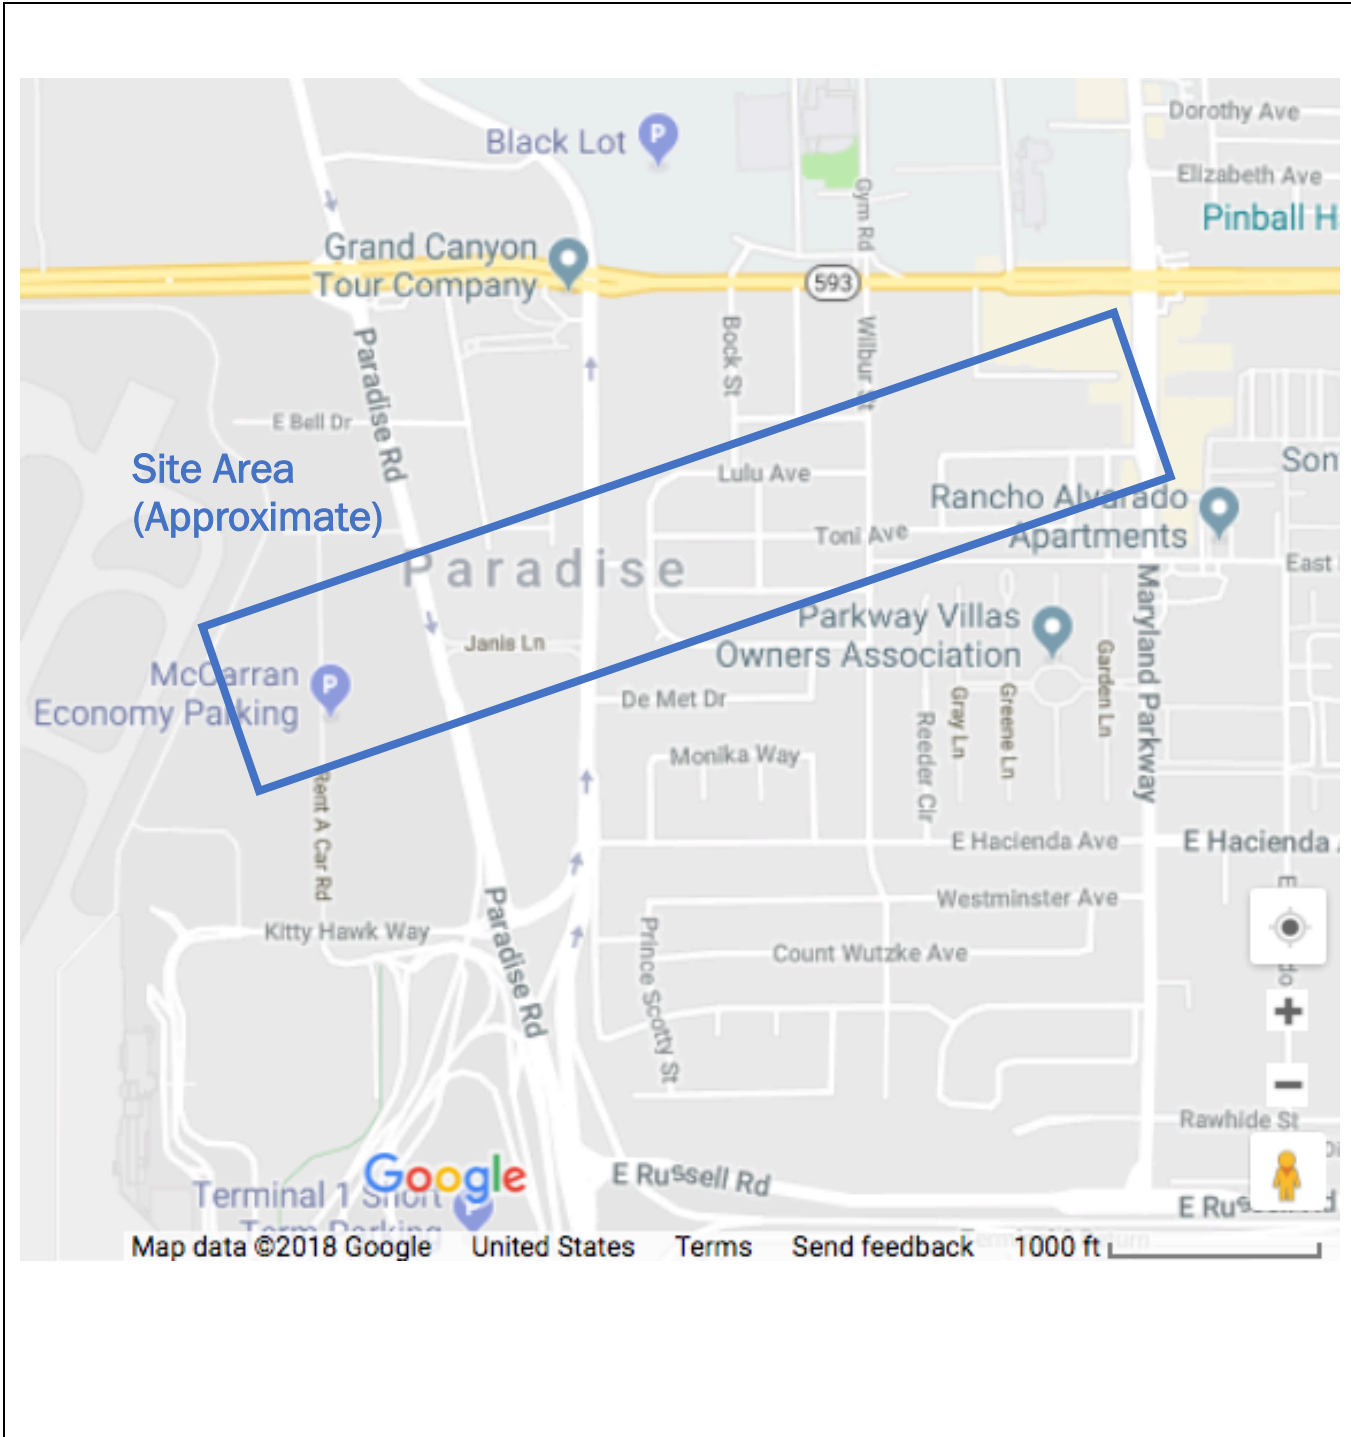 Dorothy Ave
Black Lot
P
Elizabeth Ave
Gym Rd
Pinball H
Grand Canyon
Tour Company
593
Paradise Rd
Bock St
Wilbur St
E Bell Dr
Site Area
(Approximate)
Lulu Ave
Som
Rancho Alvarado
Apartments
Toni Ave
Paradise
East
Maryland Parkway
Parkway Villas
Owners Association
Janis Ln
McCarran
Economy Parking
P
De Met Dr
Garden Ln
Gray Ln
Greene Ln
Reeder Cir
Monika Way
Rent A Car Rd
E Hacienda Ave
E Hacienda
Westminster Ave
Paradise Rd
Kitty Hawk Way
Prince Scotty St
Count Wutzke Ave
Rawhide St
E Russell Rd
Google
Terminal 1 Short
Term Parking
Map data ©2018 Google United States Terms Send feedback 1000 ft